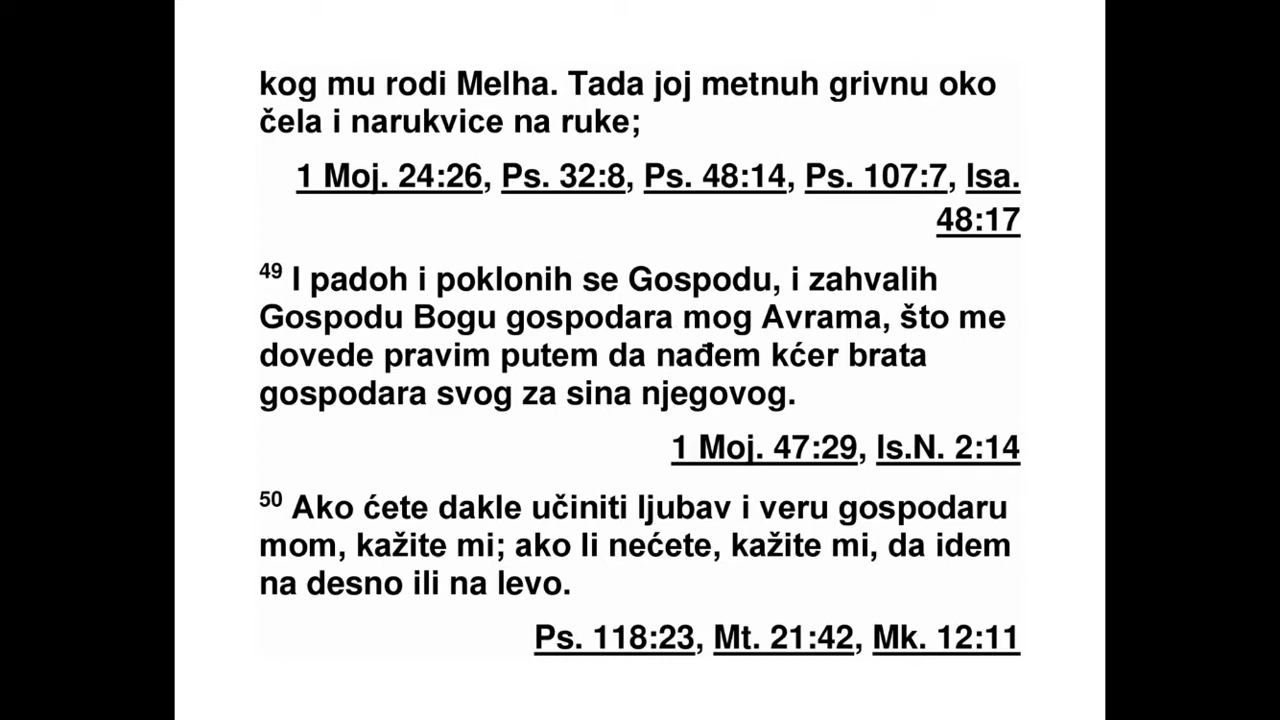 kog mu rodi Melha. Tada joj metnuh grivnu oko
čela i narukvice na ruke;
1 Moj. 24:26, Ps. 32:8, Ps. 48:14, Ps. 107:7, Isa.
48:17
49 I padoh i poklonih se Gospodu, i zahvalih
Gospodu Bogu gospodara mog Avrama, što me
dovede pravim putem da nađem kćer brata
gospodara svog za sina njegovog.
1 Moj. 47:29, Is.N. 2:14
50 Ako ćete dakle učiniti ljubav i veru gospodaru
mom, kažite mi; ako li nećete, kažite mi, da idem
na desno ili na levo.
Ps. 118:23, Mt. 21:42, Mk. 12:11